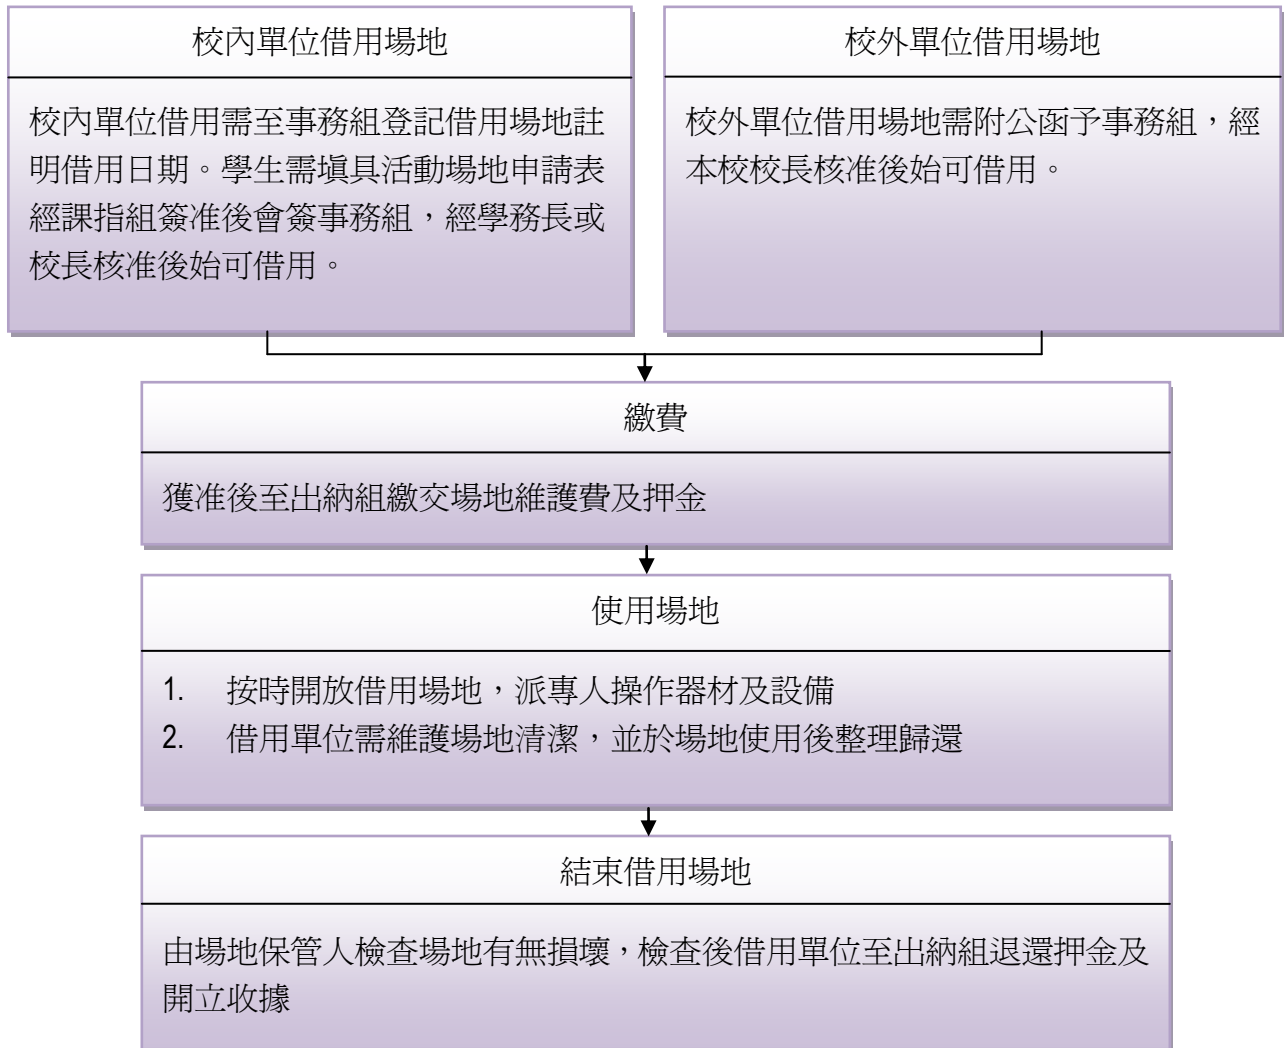 校內單位借用場地
校內單位借用需至事務組登記借用場地註
明借用日期。學生需填具活動場地申請表
經課指組簽准後會簽事務組，經學務長或
校長核准後始可借用。
校外單位借用場地
校外單位借用場地需附公函予事務組，經
本校校長核准後始可借用。
繳費
獲准後至出納組繳交場地維護費及押金
使用場地
1. 按時開放借用場地，派專人操作器材及設備
2. 借用單位需維護場地清潔，並於場地使用後整理歸還
結束借用場地
由場地保管人檢查場地有無損壞，檢查後借用單位至出納組退還押金及
開立收據